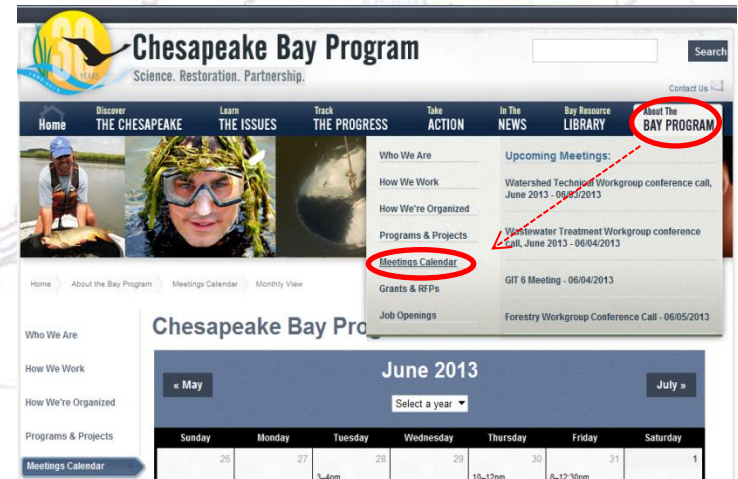 30
YEARS
Chesapeake Bay Program
Science. Restoration. Partnership.
Search
Contact Us
Home
Discover
THE CHESAPEAKE
Learn
THE ISSUES
Track
THE PROGRESS
Take
ACTION
In The
NEWS
Bay Resource
LIBRARY
About The
BAY PROGRAM
Who We Are
How We Work
How We're Organized
Programs & Projects
Meetings Calendar
Grants & RFPs
Job Openings
Upcoming Meetings:
Watershed Technical Workgroup conference call,
June 2013 - 06/03/2013
Wastewater Treatment Workgroup conference
call, June 2013 - 06/04/2013
GIT 6 Meeting - 06/04/2013
Forestry Workgroup Conference Call - 06/05/2013
Home About the Bay Program Meetings Calendar Monthly View
Who We Are
How We Work
How We're Organized
Programs & Projects
Meetings Calendar
Chesapeake Bay Pro
« May
June 2013
July »
Select a year
Sunday Monday Tuesday Wednesday Thursday Friday Saturday
26 27 28 29 30 31 1
3–4pm 10–12pm 8–12:30pm